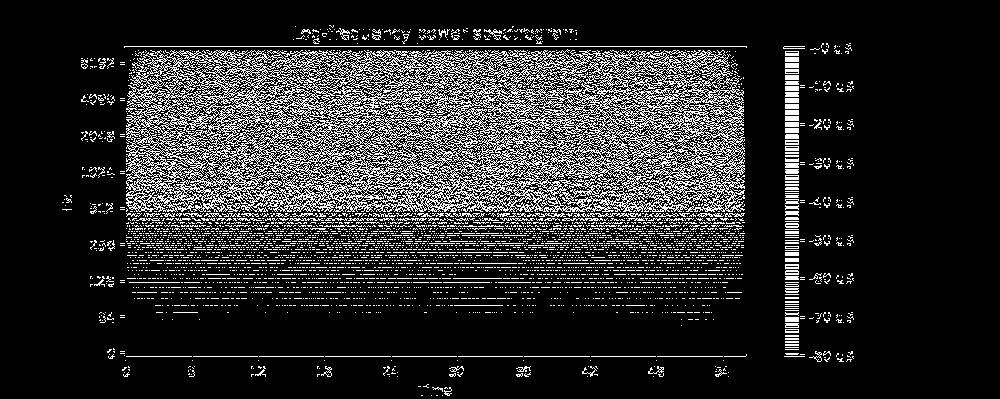 Log-frequency power spectrogram
8192
4096
2048
1024
512
256
128
64
0
Hz
0
6
12
18
24
30
36
42
48
54
Time
-10 dB
-20 dB
-30 dB
-40 dB
-50 dB
-60 dB
-70 dB
-80 dB